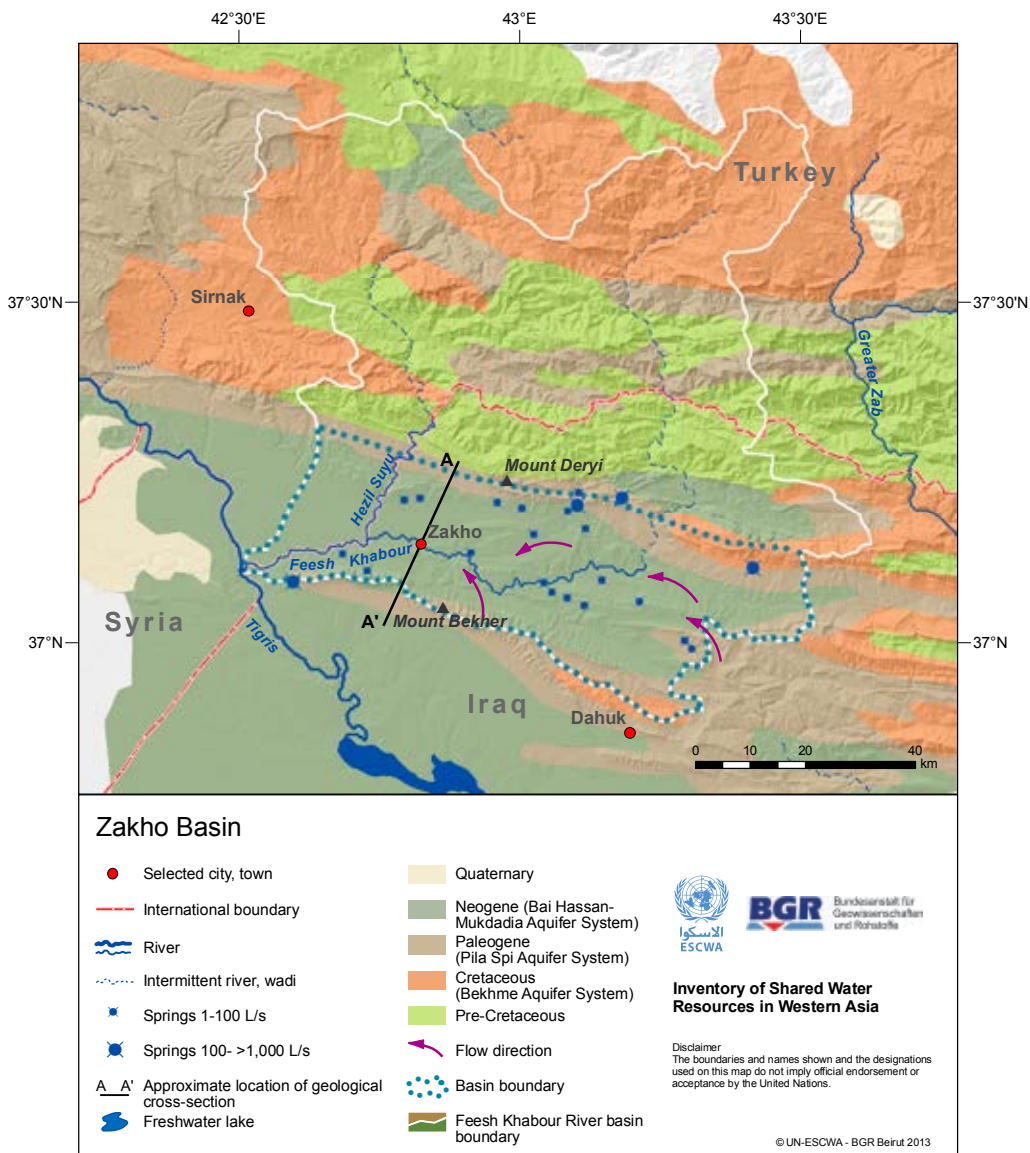 42°30'E
43°E
43°30'E
Turkey
37°30'N
Sirnak
37°30'N
Greater Zab
A
Mount Deryi
Hezil Suyu
Zakho
Feesh Khabour
Syria
A'
Mount Bekher
37°N
37°N
Tigris
Iraq
Dahuk
0 10 20 40
km
Zakho Basin
Selected city, town
International boundary
River
Intermittent river, wadi
Springs 1-100 L/s
Springs 100- >1,000 L/s
A A' Approximate location of geological
cross-section
Freshwater lake
Quaternary
Neogene (Bai Hassan-
Mukdadia Aquifer System)
Paleogene
(Pila Spi Aquifer System)
Cretaceous
(Bekhme Aquifer System)
Pre-Cretaceous
Flow direction
Basin boundary
Feesh Khabour River basin
boundary
الاسكوا
ESCWA
BGR
Bundesanstalt für
Geowissenschaften
und Rohstoffe
Inventory of Shared Water
Resources in Western Asia
Disclaimer
The boundaries and names shown and the designations
used on this map do not imply official endorsement or
acceptance by the United Nations.
© UN-ESCWA - BGR Beirut 2013